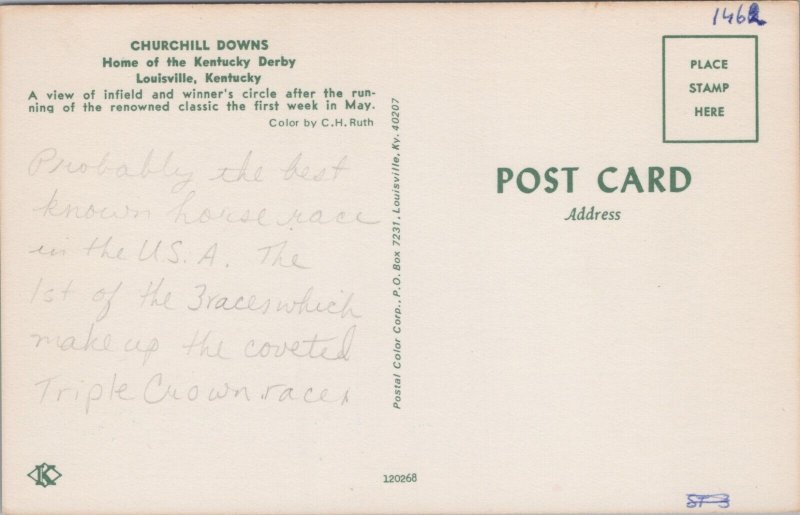 1462
CHURCHILL DOWNS
Home of the Kentucky Derby
Louisville, Kentucky
A view of infield and winner's circle after the run-
ning of the renowned classic the first week in May.
Color by C.H. Ruth
Probably the best
known horse race
in the U.S.A. The
1st of the 3 races which
make up the coveted
Triple Crown races
Postal Color Corp., P.O. Box 7231, Louisville, Ky. 40207
PLACE
STAMP
HERE
POST CARD
Address
K
120268